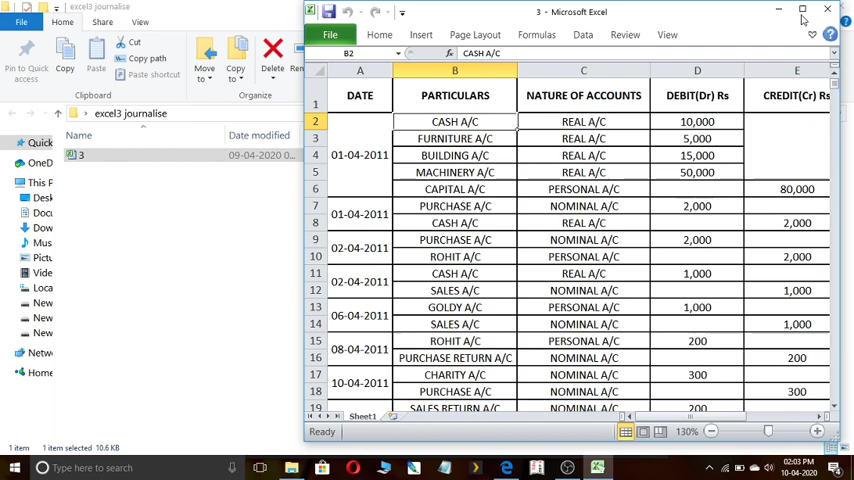 excel3 journalise
File Home Share View
Pin to Quick access
Copy
Paste
Cut
Copy path
Paste shortcut
Move to
Copy to
Delete
Organize
excel3 journalise
Name Date modified
3 09-04-2020 0...
Quick
OneD
This P
Desk
Docu
Dow
Mus
Pictu
Vide
Loca
New
New
New
Netw
Home
1 item 1 item selected 10.6 KB
3 - Microsoft Excel
File Home Insert Page Layout Formulas Data Review View
B2 fx CASH A/C
A B C D E
1 DATE PARTICULARS NATURE OF ACCOUNTS DEBIT(Dr) Rs CREDIT(Cr) Rs
2 CASH A/C REAL A/C 10,000
3 FURNITURE A/C REAL A/C 5,000
4 01-04-2011 BUILDING A/C REAL A/C 15,000
5 MACHINERY A/C REAL A/C 50,000
6 CAPITAL A/C PERSONAL A/C 80,000
7 01-04-2011 PURCHASE A/C NOMINAL A/C 2,000
8 CASH A/C REAL A/C 2,000
9 02-04-2011 PURCHASE A/C NOMINAL A/C 2,000
10 ROHIT A/C PERSONAL A/C 2,000
11 02-04-2011 CASH A/C REAL A/C 1,000
12 SALES A/C NOMINAL A/C 1,000
13 06-04-2011 GOLDY A/C PERSONAL A/C 1,000
14 SALES A/C NOMINAL A/C 1,000
15 08-04-2011 ROHIT A/C PERSONAL A/C 200
16 PURCHASE RETURN A/C NOMINAL A/C 200
17 10-04-2011 CHARITY A/C NOMINAL A/C 300
18 PURCHASE A/C NOMINAL A/C 300
19 SALES RETURN A/C NOMINAL A/C 200
Sheet1
Ready 130%
Type here to search
02:03 PM
10-04-2020
4